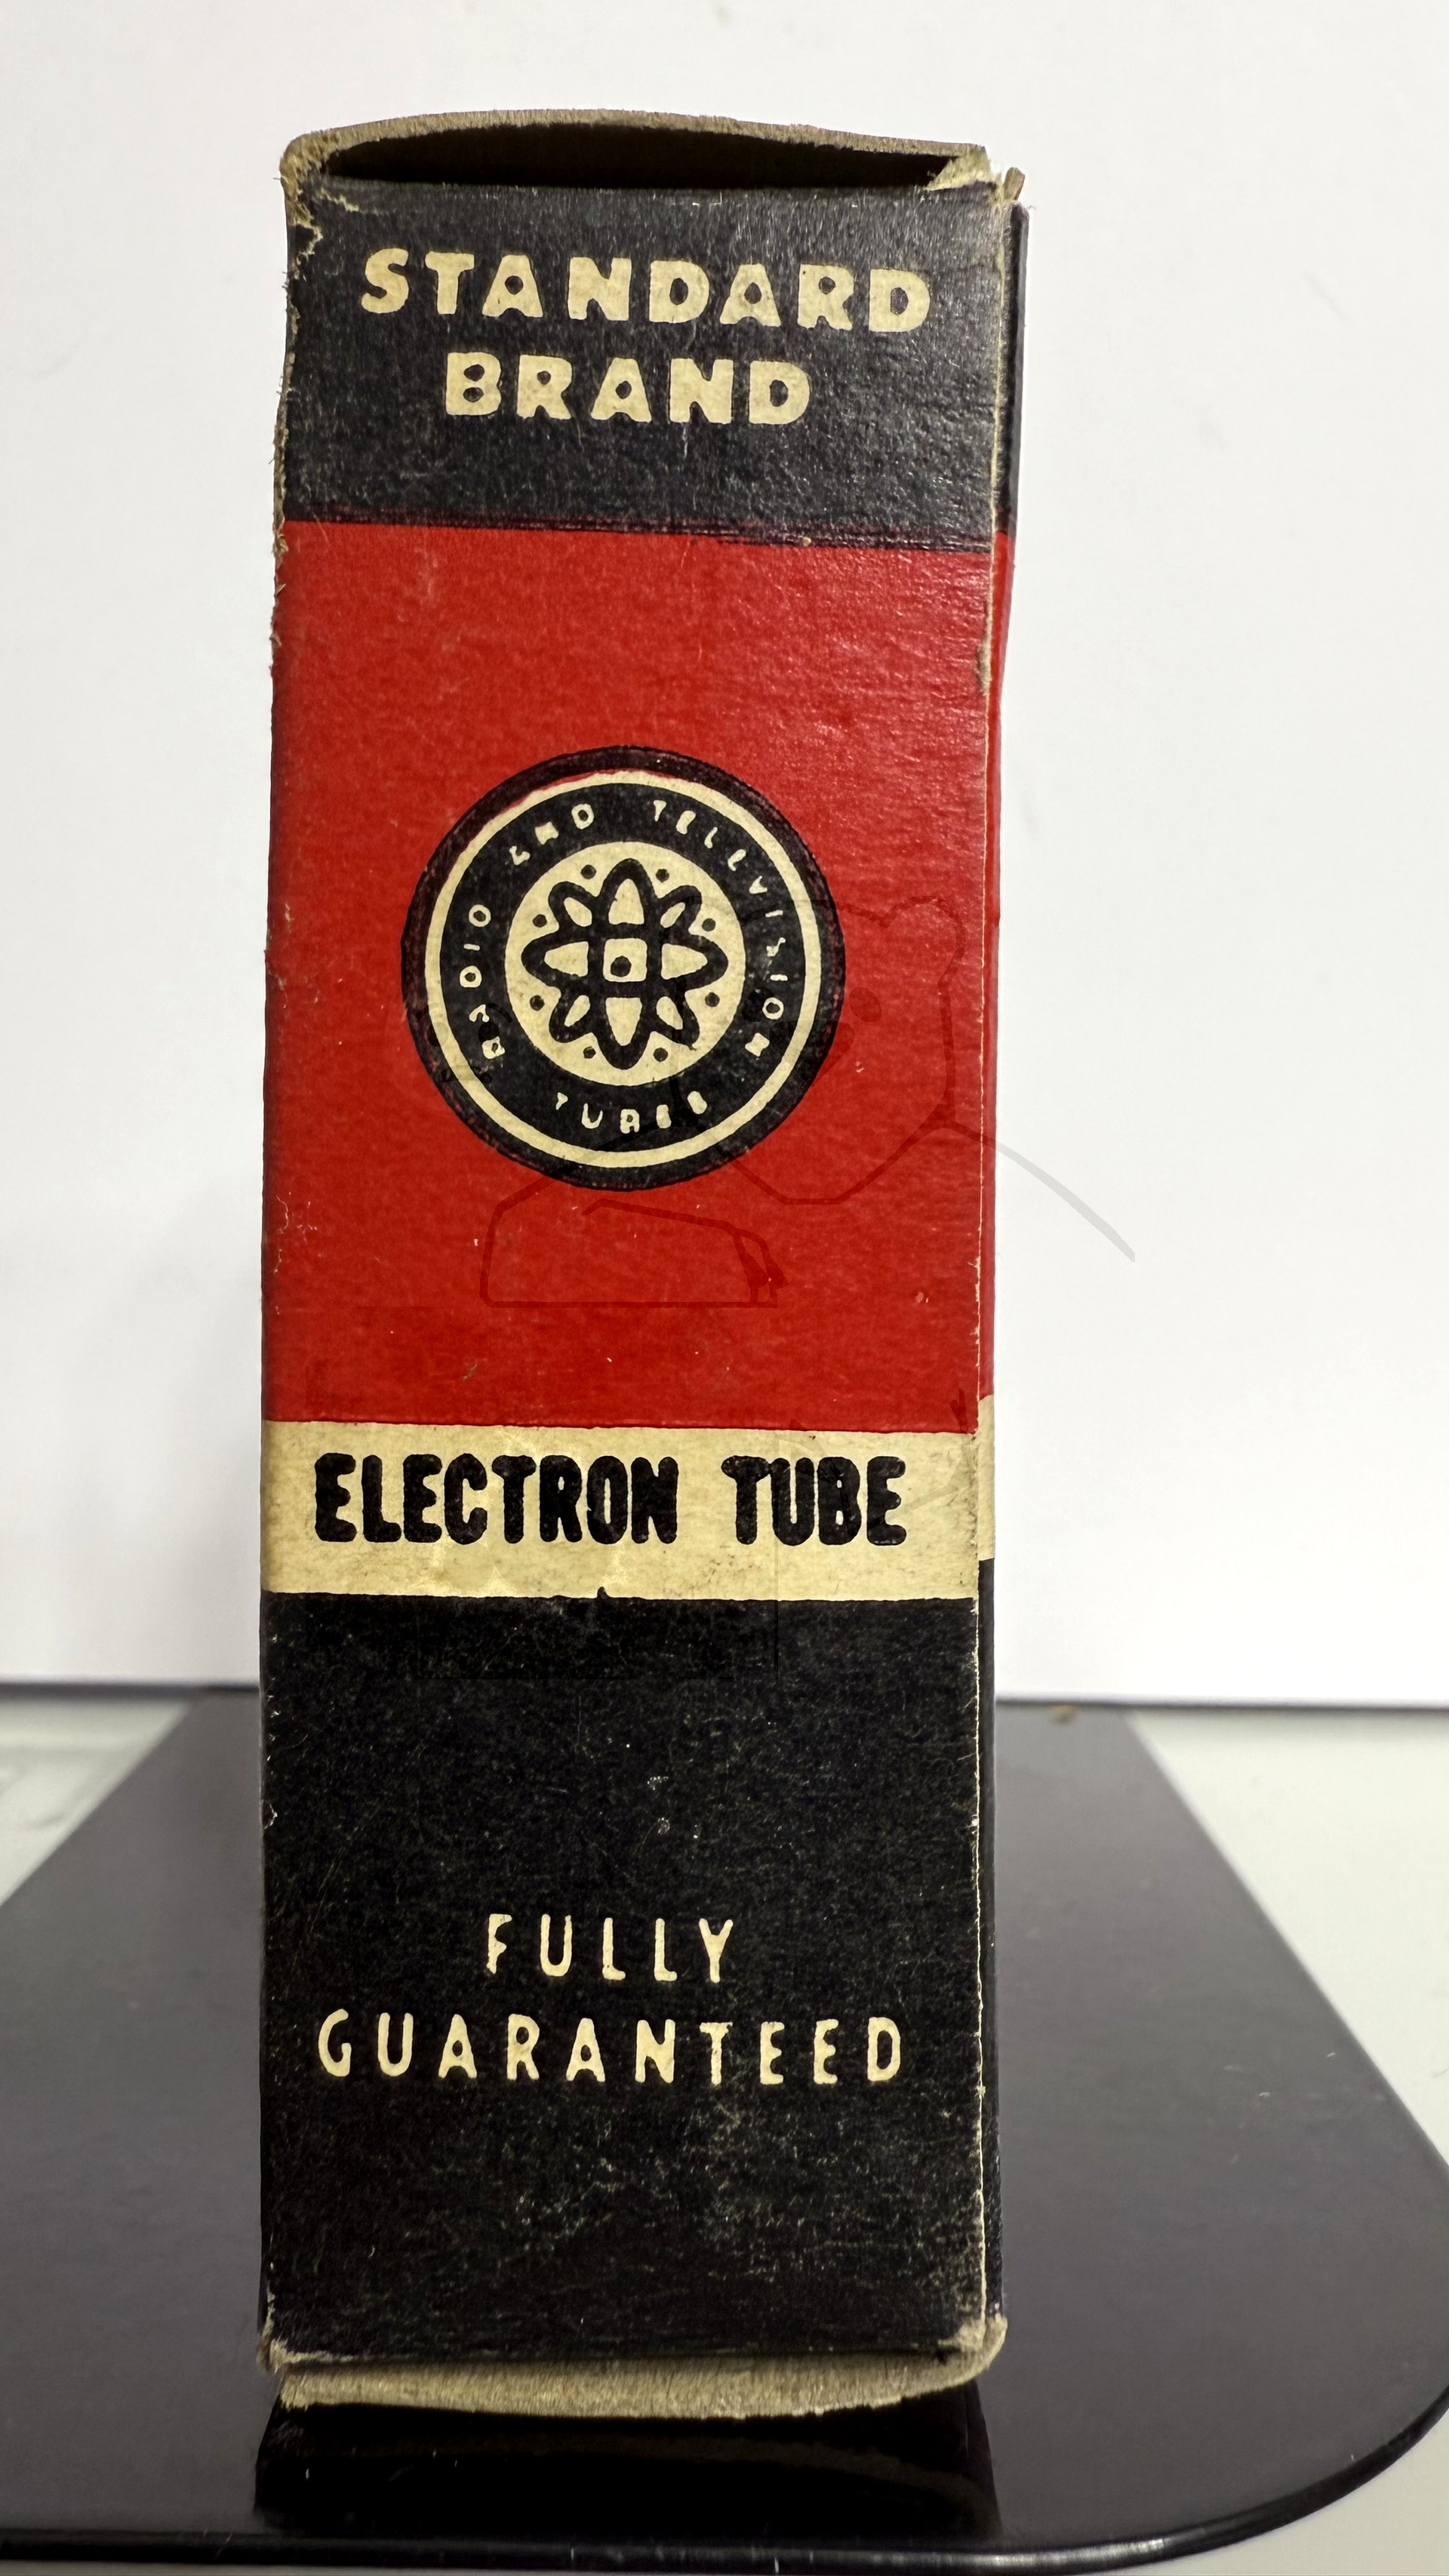 STANDARD
BRAND
RADIO AND TELEVISION
TUBES
ELECTRON TUBE
FULLY
GUARANTEED